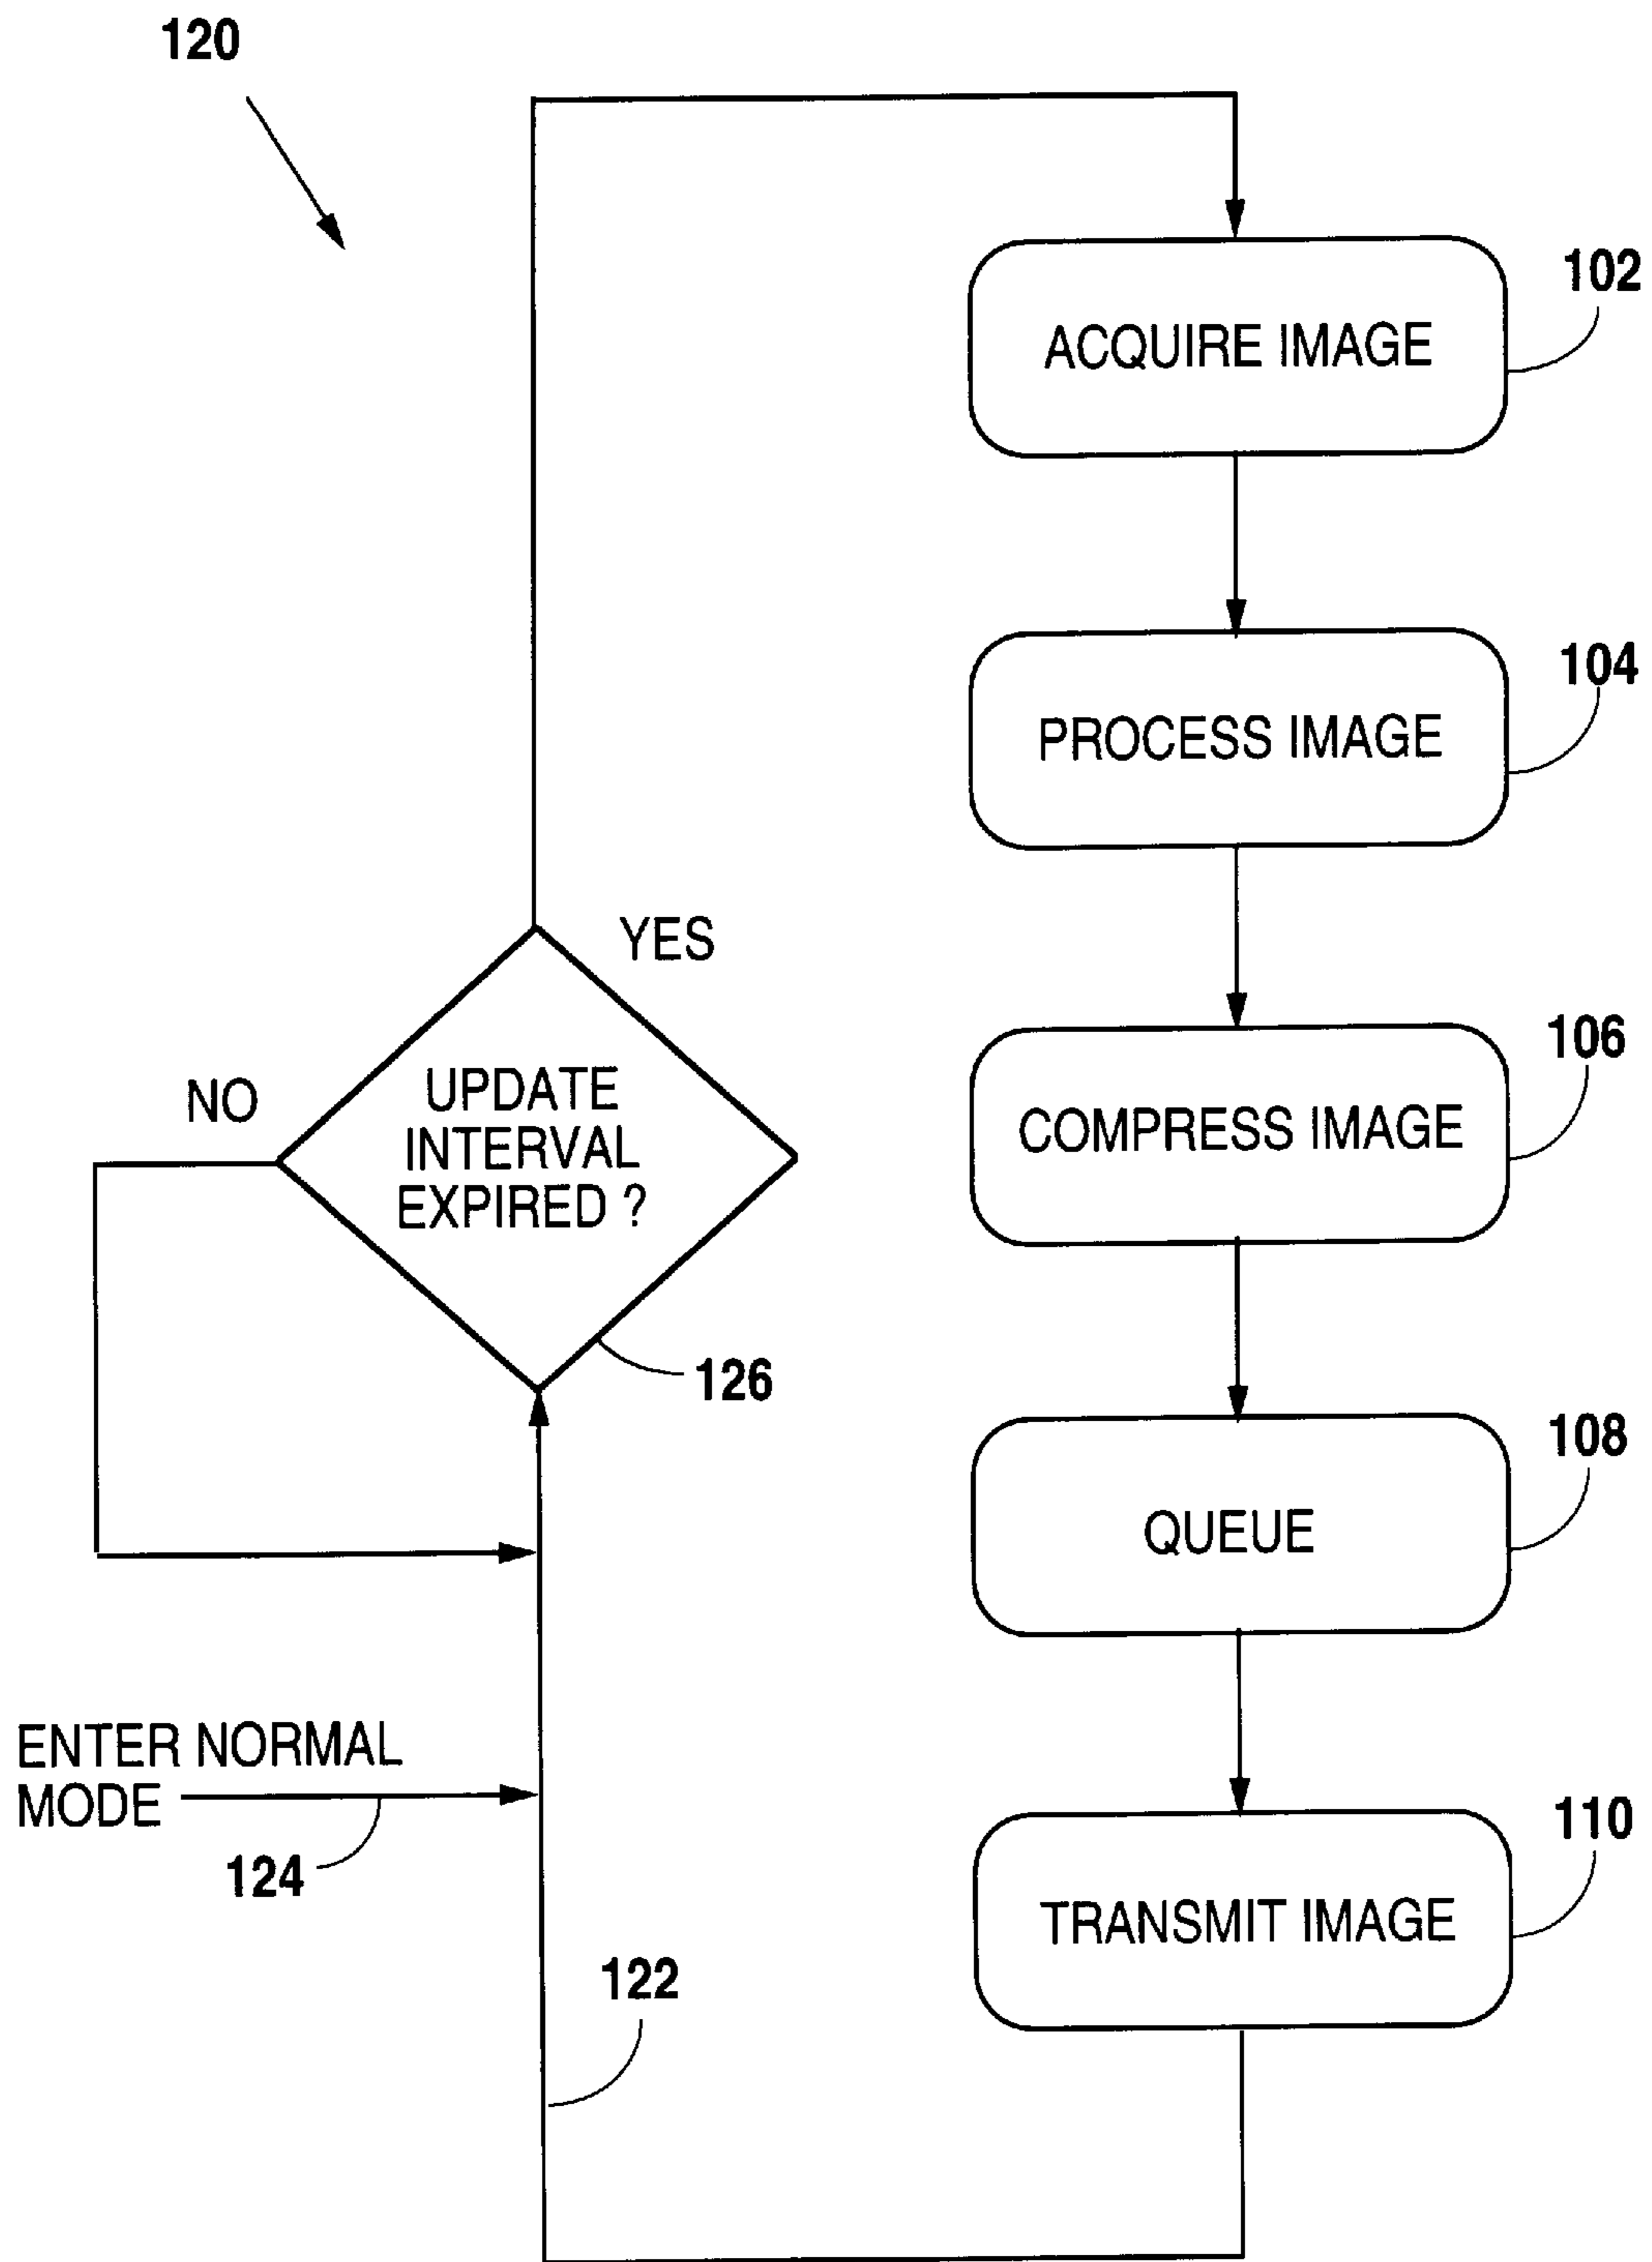 120
102
ACQUIRE IMAGE
104
PROCESS IMAGE
YES
NO
UPDATE
INTERVAL
EXPIRED ?
106
COMPRESS IMAGE
126
108
QUEUE
ENTER NORMAL
MODE
124
110
TRANSMIT IMAGE
122